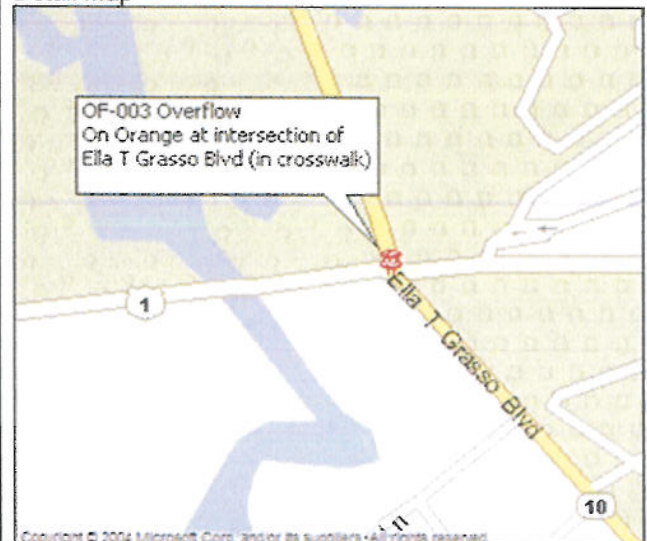 OF-003 Overflow
On Orange at intersection of
Ella T Grasso Blvd (in crosswalk)
1
Ella T Grasso Blvd
10
Copyright © 2004 Microsoft Corp. and/or its suppliers. All rights reserved.